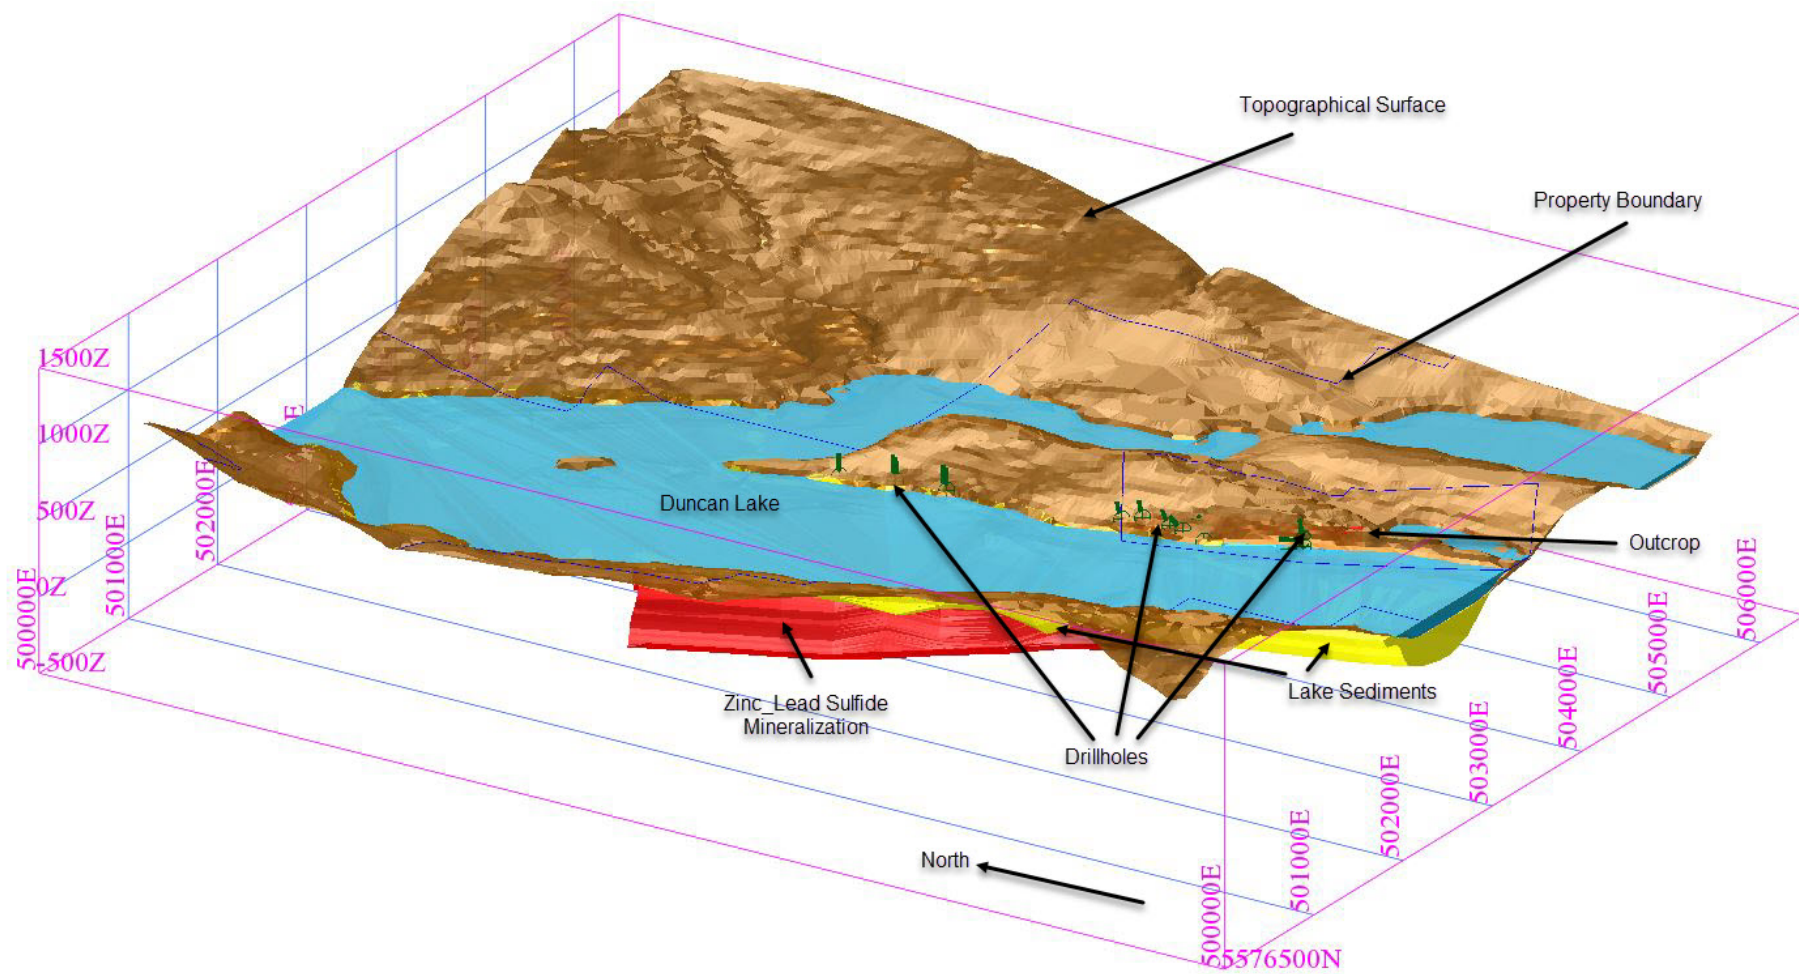 Topographical Surface
Property Boundary
1500Z
1000Z
500Z
0Z
-500Z
500000E
501000E
502000E
E
Duncan Lake
Outcrop
Zinc_Lead Sulfide
Mineralization
Lake Sediments
Drillholes
North
506000E
505000E
504000E
503000E
502000E
501000E
500000E
5576500N